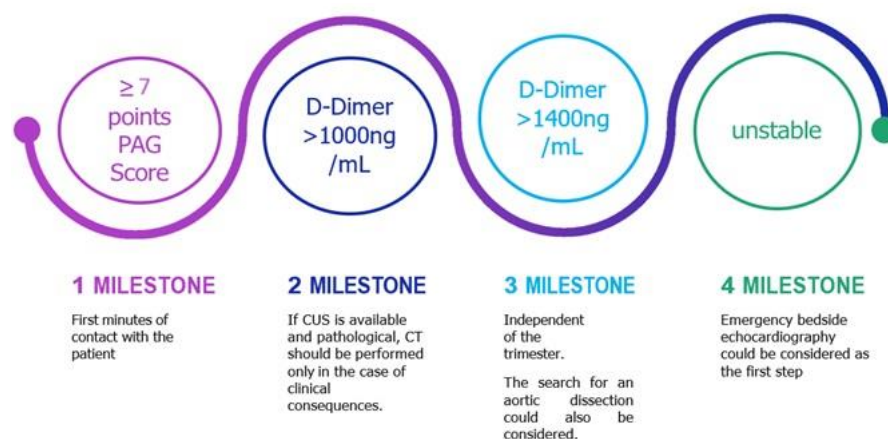 ≥ 7
points
PAG
Score
D-Dimer
>1000ng
/mL
D-Dimer
>1400ng
/mL
unstable
1 MILESTONE
First minutes of
contact with the
patient
2 MILESTONE
If CUS is available
and pathological, CT
should be performed
only in the case of
clinical
consequences.
3 MILESTONE
Independent
of the
trimester.
The search for an
aortic dissection
could also be
considered.
4 MILESTONE
Emergency bedside
echocardiography
could be considered as
the first step